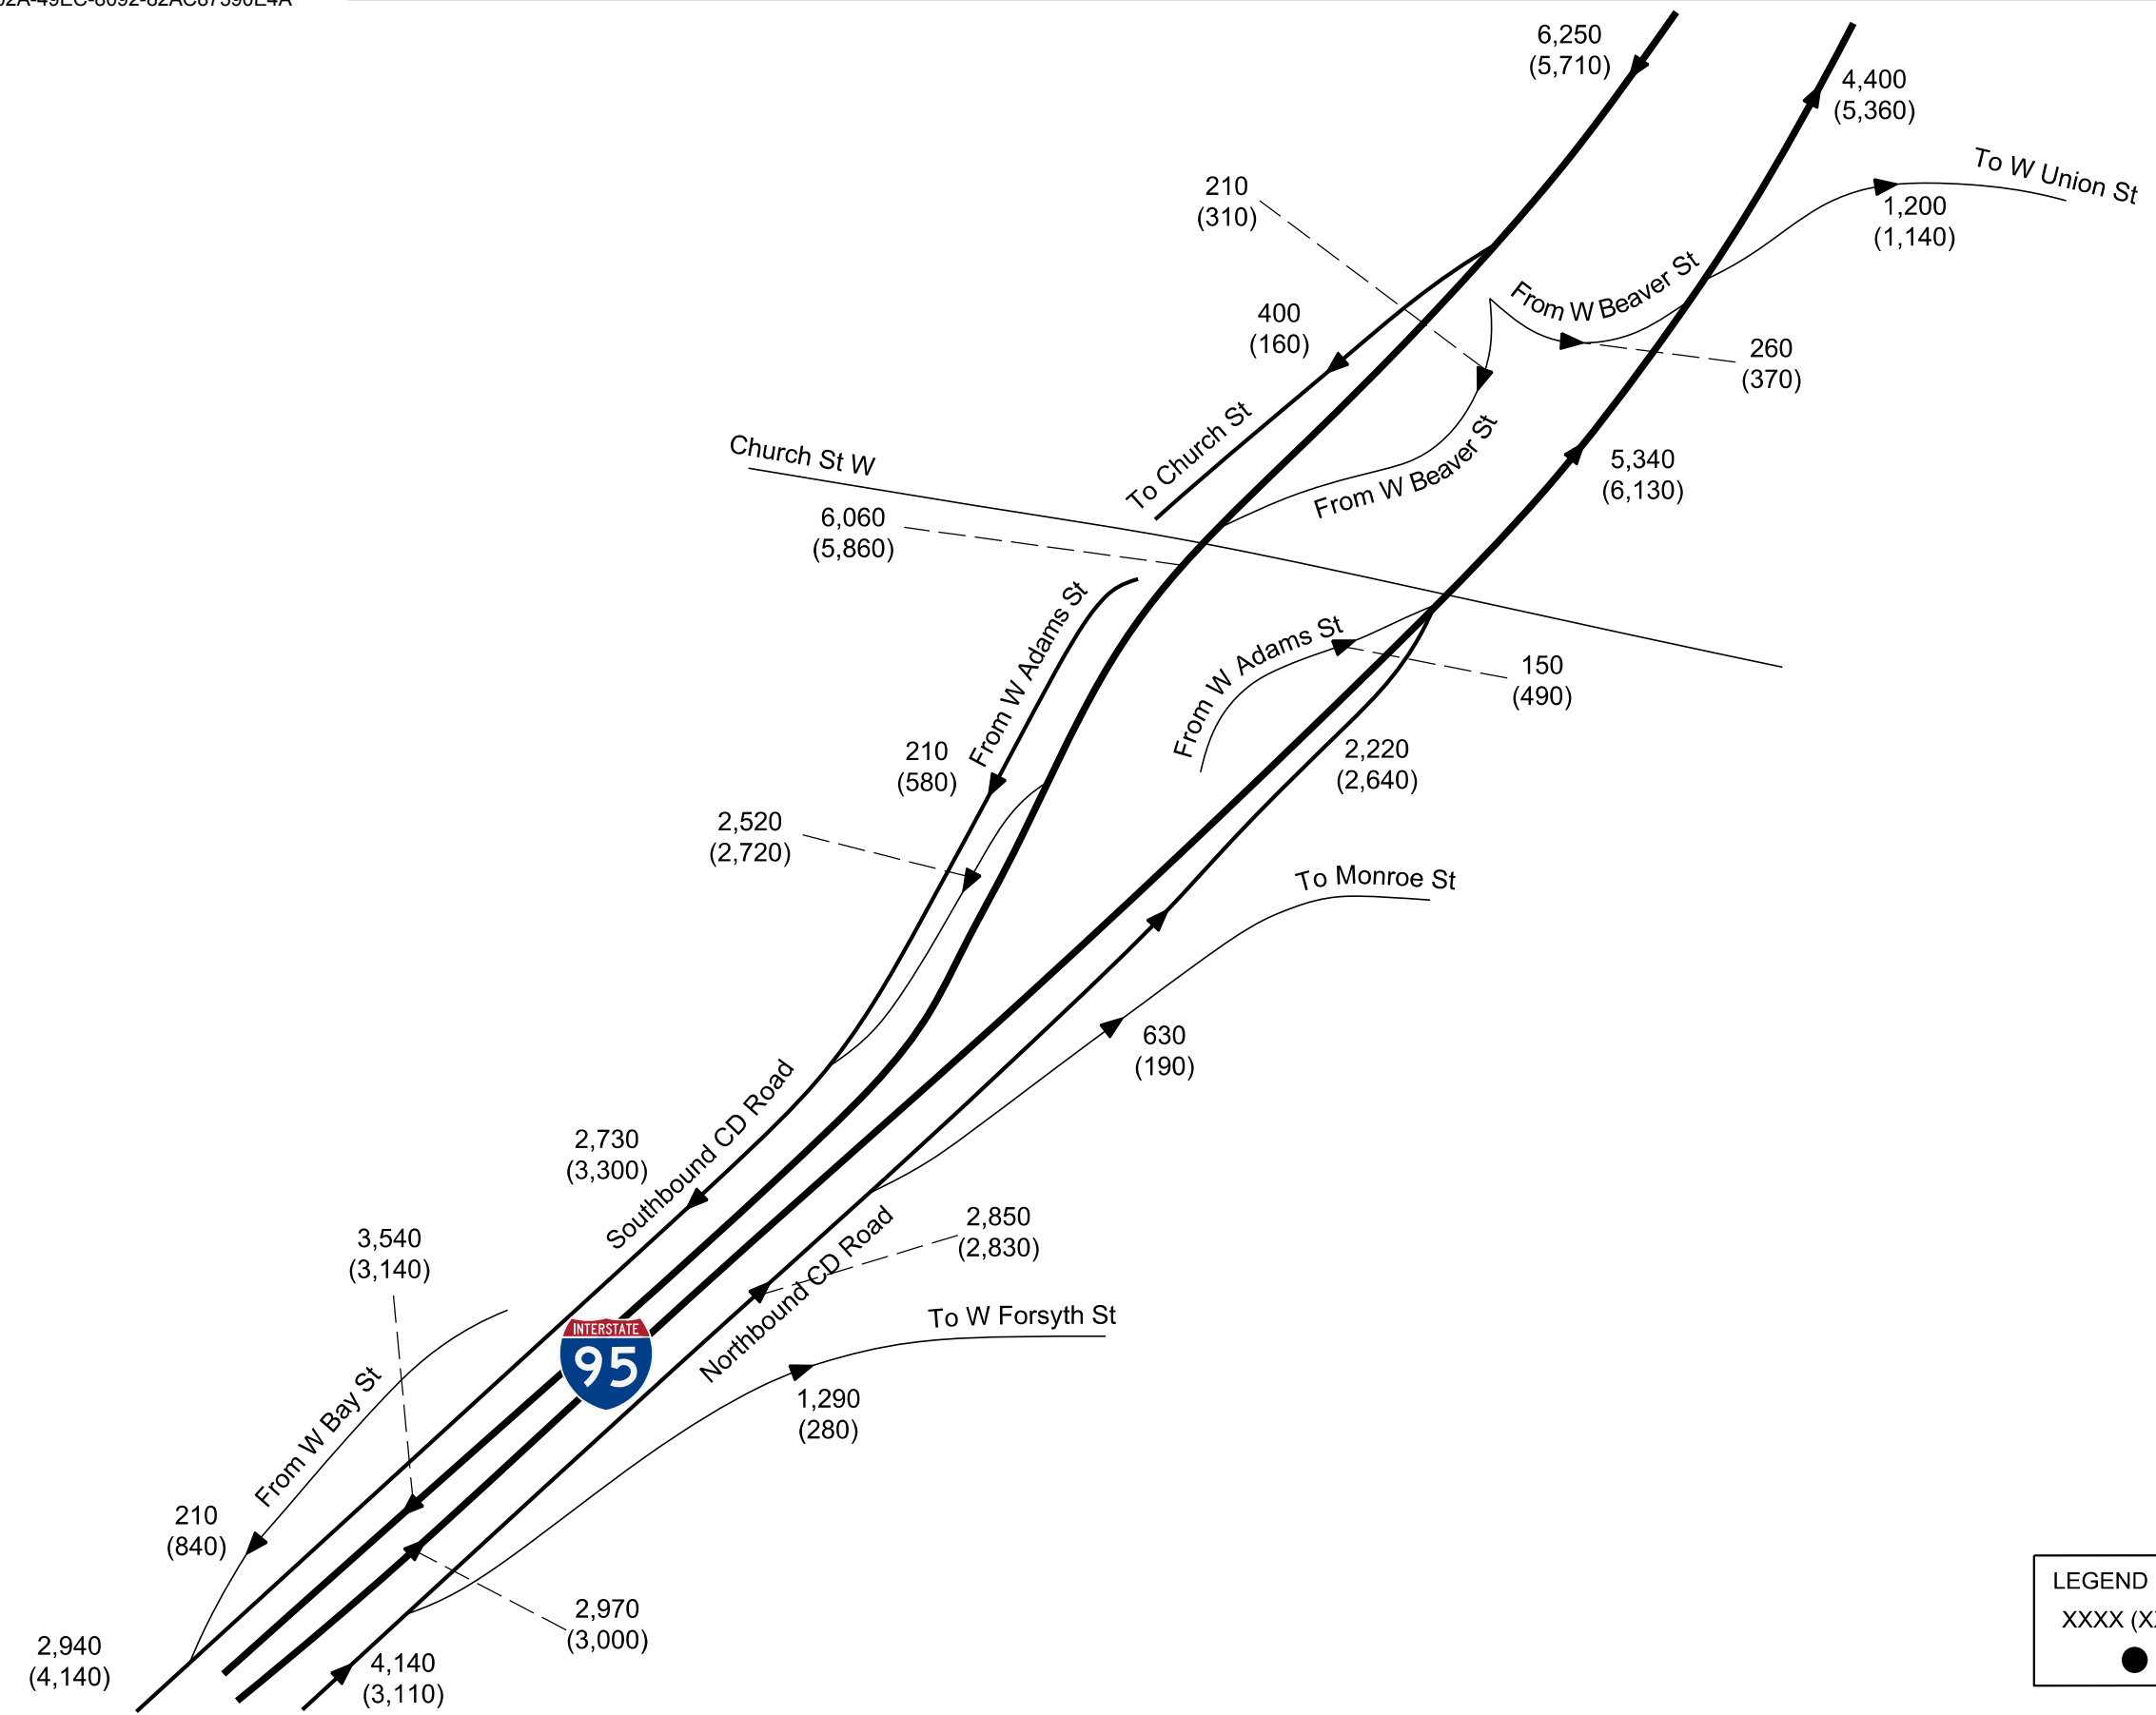 6,250
(5,710)
4,400
(5,360)
To W Union St
1,200
(1,140)
210
(310)
From W Beaver St
400
(160)
260
(370)
To Church St
From W Beaver St
5,340
(6,130)
Church St W
6,060
(5,860)
From W Adams St
From W Adams St
150
(490)
210
(580)
2,220
(2,640)
2,520
(2,720)
To Monroe St
630
(190)
Southbound CD Road
2,730
(3,300)
2,850
(2,830)
Northbound CD Road
3,540
(3,140)
To W Forsyth St
INTERSTATE
95
1,290
(280)
From W Bay St
210
(840)
2,970
(3,000)
2,940
(4,140)
4,140
(3,110)
LEGEND
XXXX